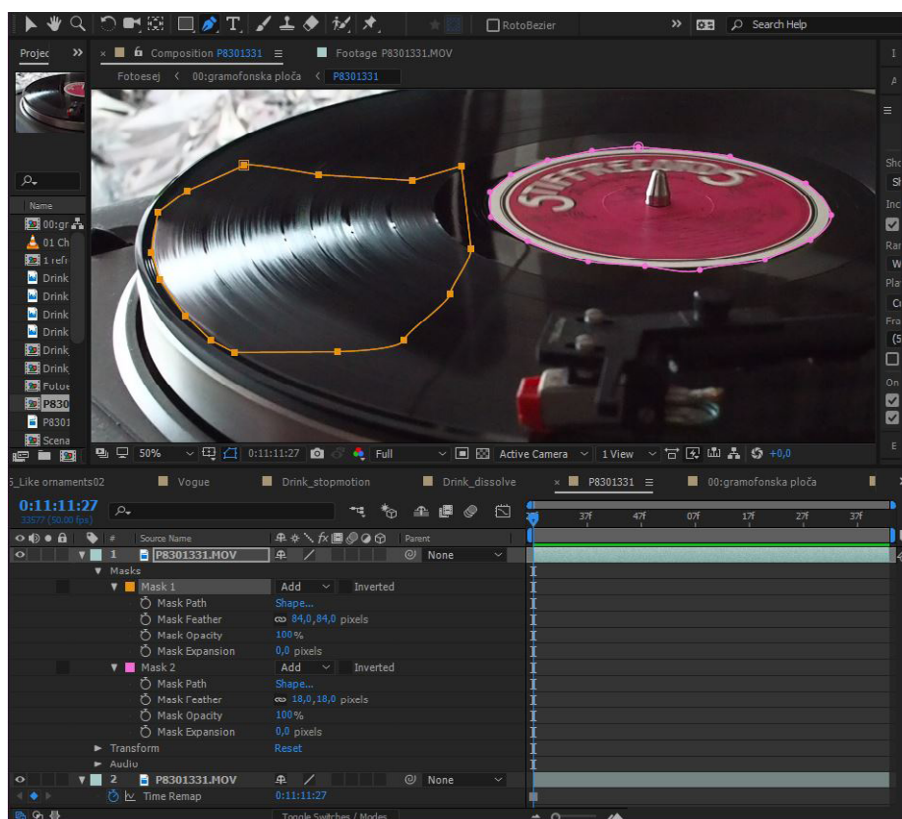 RotoBezier
Search Help
Projec
Composition P8301331
Footage P8301331.MOV
Fotoesej < 00:gramofonska ploča < P8301331
STIFFRECORDS
Name
00:gr
01 Ch
1 refr
Drink
Drink
Drink
Drink
Drink
Drink
Fotoe
P830
P8301
Scena
50%
0:11:11:27
Full
Active Camera
1 View
+0,0
5_Like ornaments02
Vogue
Drink_stopmotion
Drink_dissolve
P8301331
00:gramofonska ploča
0:11:11:27
33577 (50.00 fps)
37f 47f 07f 17f 27f 37f
# Source Name
Parent
1 P8301331.MOV
None
Masks
Mask 1 Add Inverted
Mask Path Shape...
Mask Feather 84,0,84,0 pixels
Mask Opacity 100%
Mask Expansion 0,0 pixels
Mask 2 Add Inverted
Mask Path Shape...
Mask Feather 18,0,18,0 pixels
Mask Opacity 100%
Mask Expansion 0,0 pixels
Transform Reset
Audio
2 P8301331.MOV
None
Time Remap 0:11:11:27
Toggle Switches / Modes